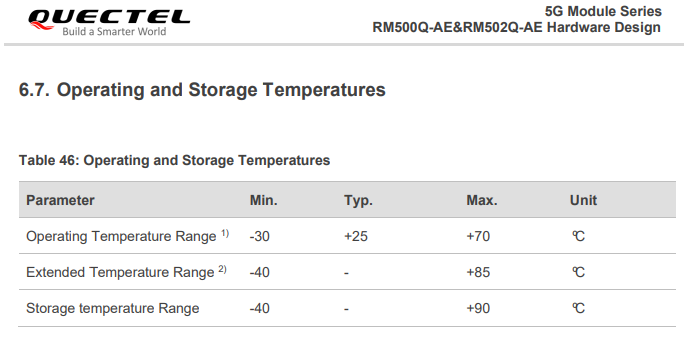 QUECTEL
Build a Smarter World
5G Module Series
RM500Q-AE&RM502Q-AE Hardware Design
6.7. Operating and Storage Temperatures
Table 46: Operating and Storage Temperatures
Parameter Min. Typ. Max. Unit
Operating Temperature Range 1) -30 +25 +70 ℃
Extended Temperature Range 2) -40 - +85 ℃
Storage temperature Range -40 - +90 ℃